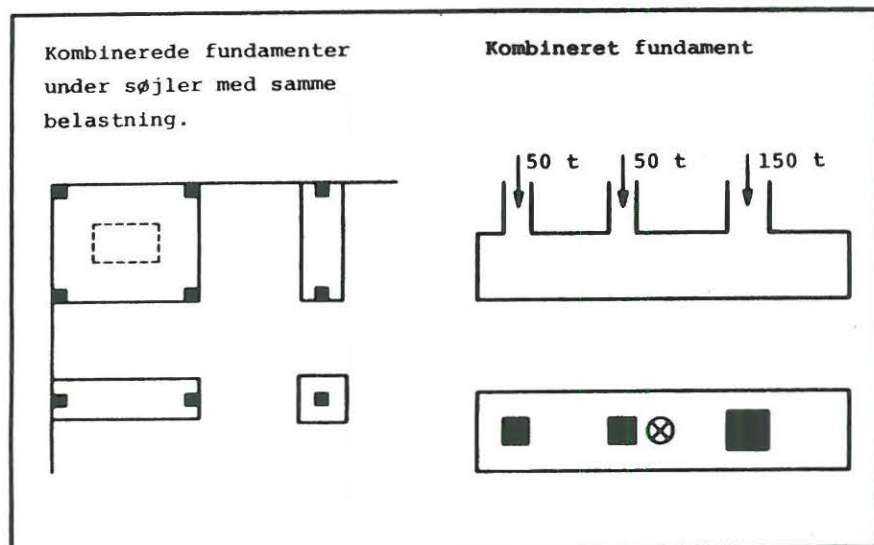 Kombinerede fundamenter
under søjler med samme
belastning.
Kombineret fundament
50 t
50 t
150 t